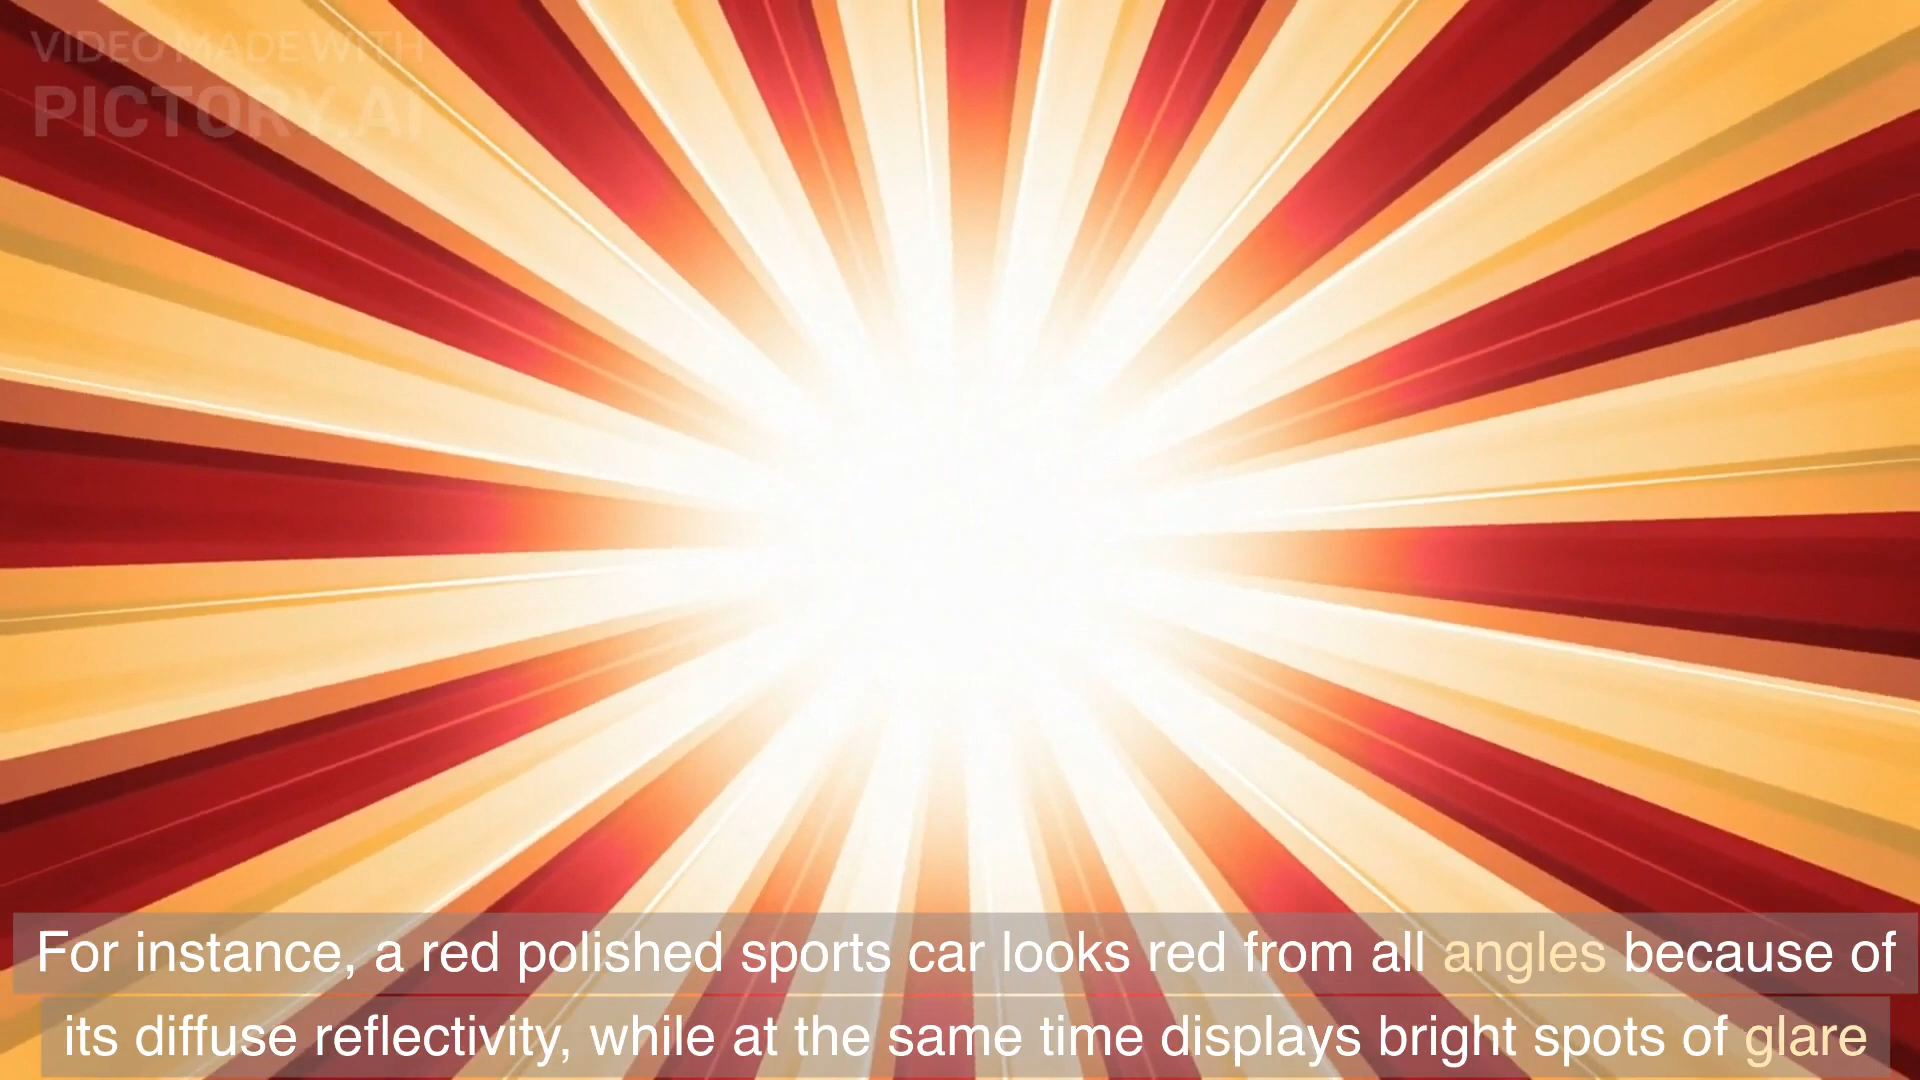 VIDEO MADE WITH
PICTORY.AI
For instance, a red polished sports car looks red from all angles because of
its diffuse reflectivity, while at the same time displays bright spots of glare